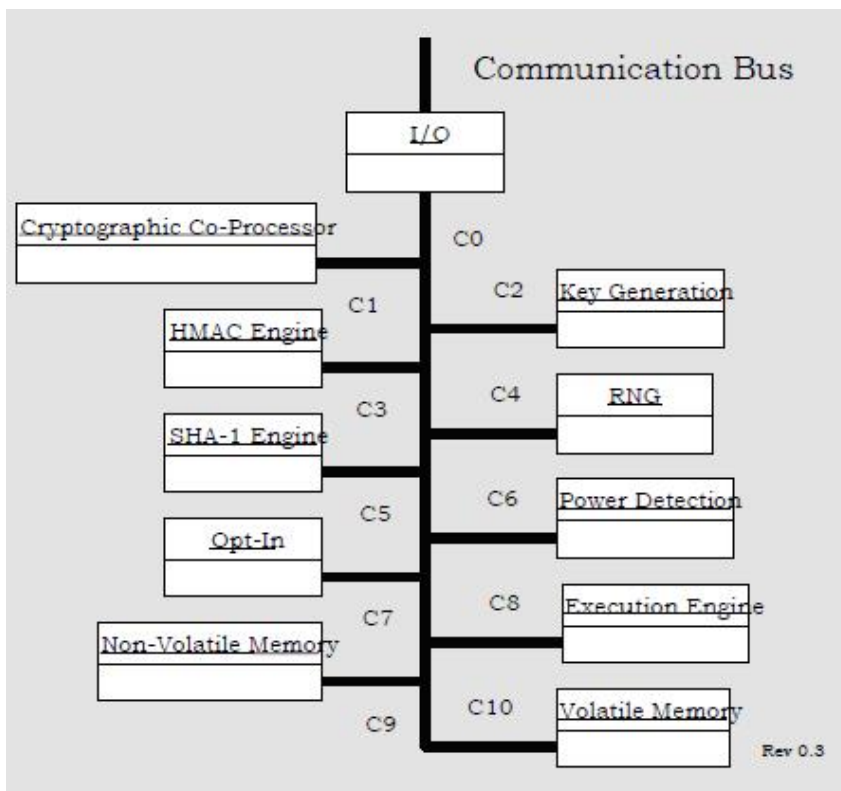 Communication Bus
I/O
Cryptographic Co-Processor
C0
C2
Key Generation
C1
HMAC Engine
C4
RNG
C3
SHA-1 Engine
C6
Power Detection
C5
Opt-In
C8
Execution Engine
C7
Non-Volatile Memory
C10
Volatile Memory
C9
Rev 0.3